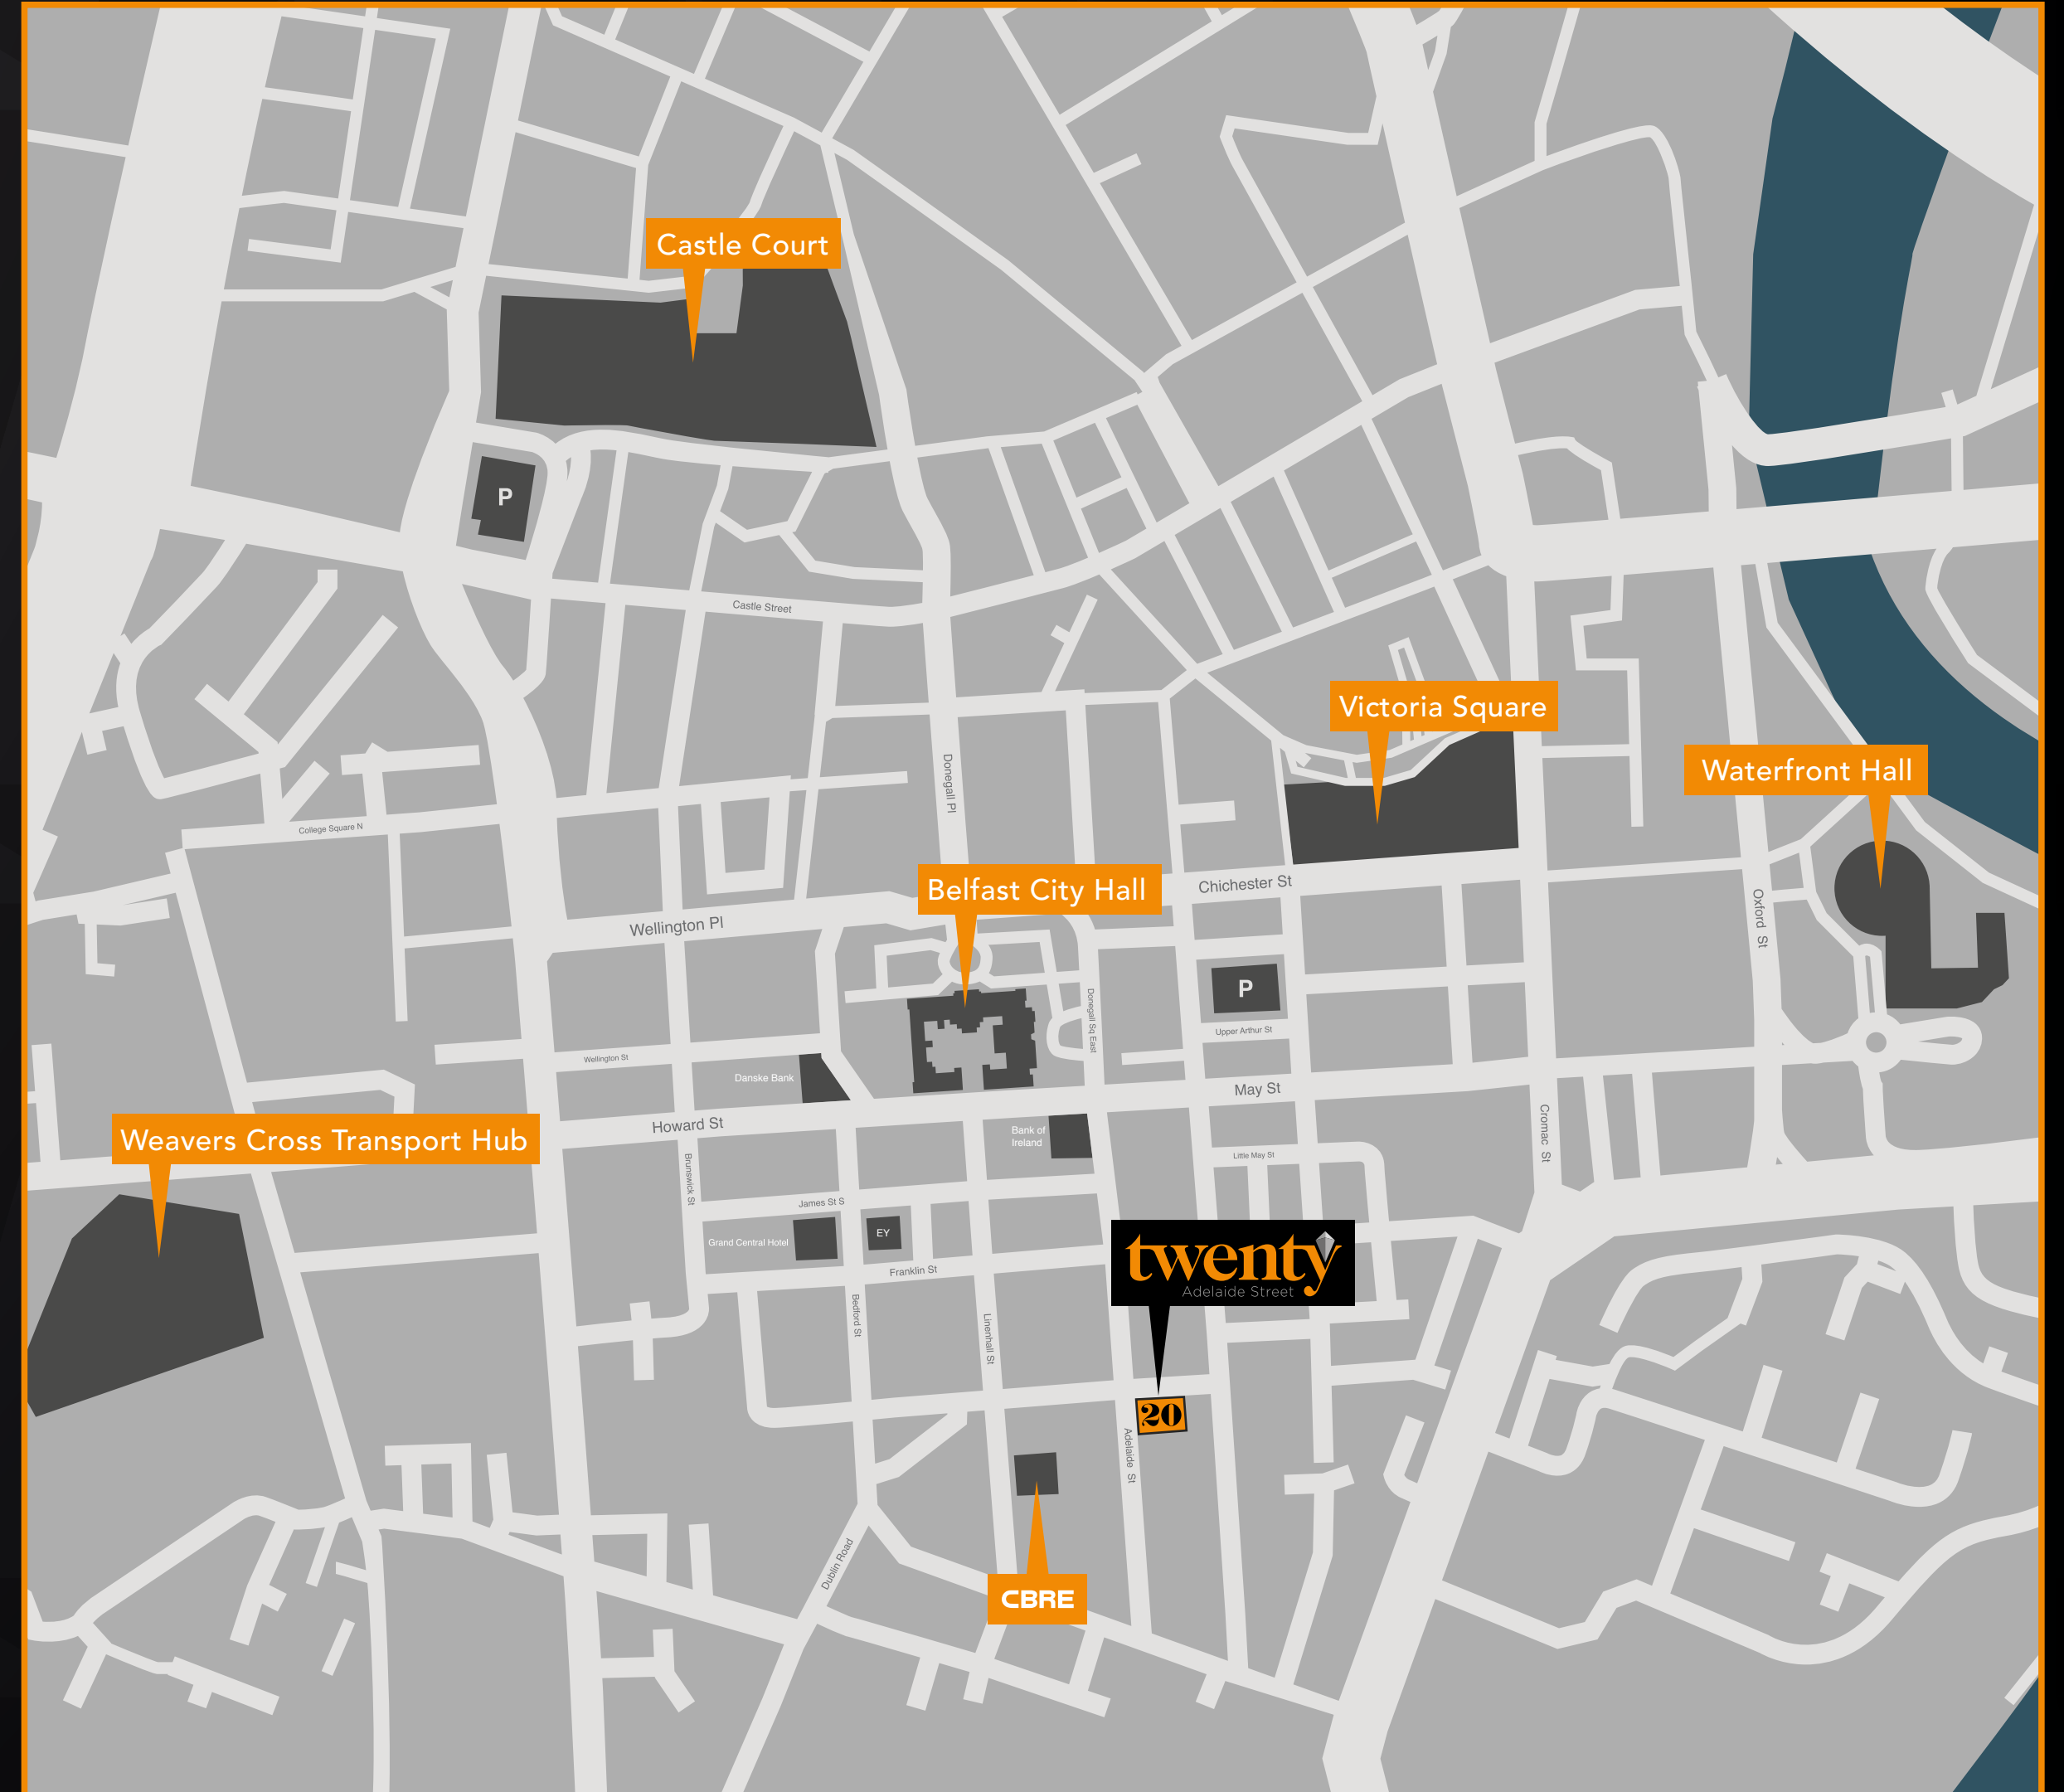 Castle Court
P
Castle Street
Victoria Square
Donegall Pl
Waterfront Hall
College Square N
Belfast City Hall
Chichester St
Wellington Pl
Oxford St
P
Donegall Sq East
Upper Arthur St
Wellington St
Danske Bank
May St
Howard St
Bank of
Ireland
Cromac St
Weavers Cross Transport Hub
Little May St
Brunswick St
James St S
Grand Central Hotel
EY
Franklin St
twenty
Adelaide Street
Bedford St
Linenhall St
20
Adelaide St
Dublin Road
CBRE